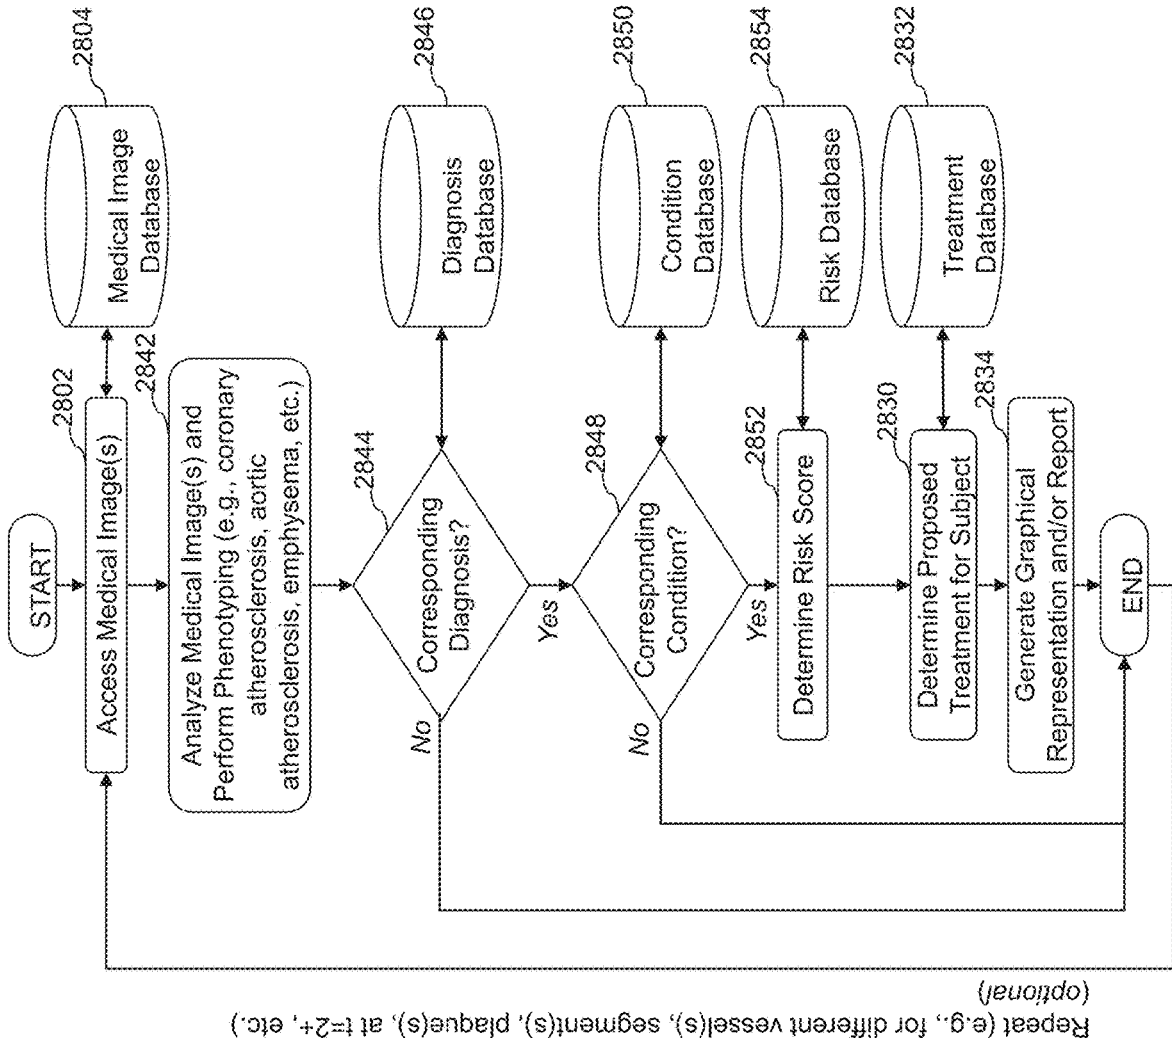 START
2802
Access Medical Image(s)
2804
Medical Image
Database
2842
Analyze Medical Image(s) and
Perform Phenotyping (e.g., coronary
atherosclerosis, aortic
atherosclerosis, emphysema, etc.)
2844
Corresponding
Diagnosis?
2846
Diagnosis
Database
No
Yes
2848
Corresponding
Condition?
2850
Condition
Database
No
Yes
2852
Determine Risk Score
2854
Risk Database
2830
Determine Proposed
Treatment for Subject
2832
Treatment
Database
2834
Generate Graphical
Representation and/or Report
END
Repeat (e.g., for different vessel(s), segment(s), plaque(s), at t=2+, etc.)
(optional)